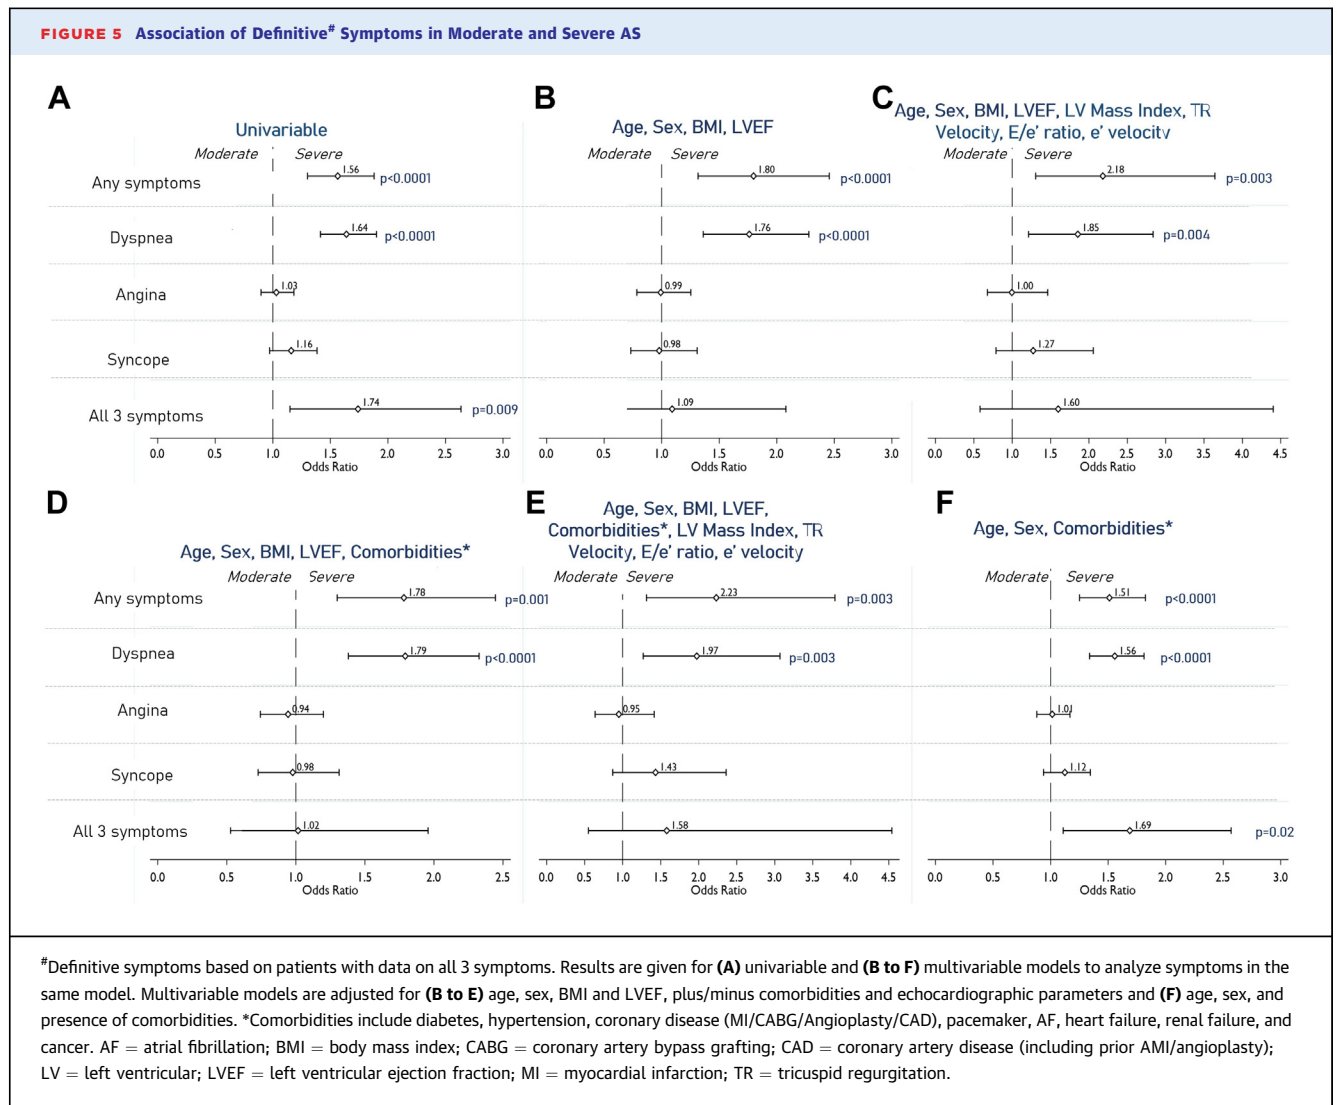 FIGURE 5 Association of Definitive# Symptoms in Moderate and Severe AS
A
Univariable
Moderate Severe
Any symptoms 1.56 p<0.0001
Dyspnea 1.64 p<0.0001
Angina 1.03
Syncope 1.16
All 3 symptoms 1.74 p=0.009
0.0 0.5 1.0 1.5 2.0 2.5 3.0
Odds Ratio
B
Age, Sex, BMI, LVEF
Moderate Severe
1.80 p<0.0001
1.76 p<0.0001
0.99
0.98
1.09
0.0 0.5 1.0 1.5 2.0 2.5 3.0
Odds Ratio
C
Age, Sex, BMI, LVEF, LV Mass Index, TR
Velocity, E/e' ratio, e' velocity
Moderate Severe
2.18 p=0.003
1.85 p=0.004
1.00
1.27
1.60
0.0 0.5 1.0 1.5 2.0 2.5 3.0 3.5 4.0 4.5
Odds Ratio
D
Age, Sex, BMI, LVEF, Comorbidities*
Moderate Severe
Any symptoms 1.78 p=0.001
Dyspnea 1.79 p<0.0001
Angina 0.94
Syncope 0.98
All 3 symptoms 1.02
0.0 0.5 1.0 1.5 2.0 2.5
Odds Ratio
E
Age, Sex, BMI, LVEF,
Comorbidities*, LV Mass Index, TR
Velocity, E/e' ratio, e' velocity
Moderate Severe
2.23 p=0.003
1.97 p=0.003
0.95
1.43
1.58
0.0 0.5 1.0 1.5 2.0 2.5 3.0 3.5 4.0 4.5
Odds Ratio
F
Age, Sex, Comorbidities*
Moderate Severe
1.51 p<0.0001
1.56 p<0.0001
1.01
1.12
1.69 p=0.02
0.0 0.5 1.0 1.5 2.0 2.5 3.0
Odds Ratio
#Definitive symptoms based on patients with data on all 3 symptoms. Results are given for (A) univariable and (B to F) multivariable models to analyze symptoms in the
same model. Multivariable models are adjusted for (B to E) age, sex, BMI and LVEF, plus/minus comorbidities and echocardiographic parameters and (F) age, sex, and
presence of comorbidities. *Comorbidities include diabetes, hypertension, coronary disease (MI/CABG/Angioplasty/CAD), pacemaker, AF, heart failure, renal failure, and
cancer. AF = atrial fibrillation; BMI = body mass index; CABG = coronary artery bypass grafting; CAD = coronary artery disease (including prior AMI/angioplasty);
LV = left ventricular; LVEF = left ventricular ejection fraction; MI = myocardial infarction; TR = tricuspid regurgitation.